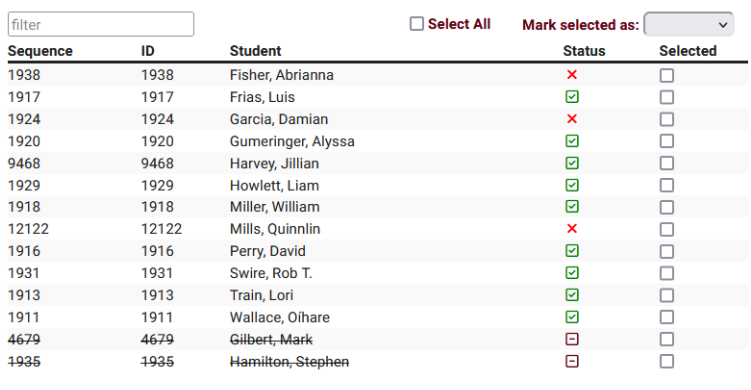 filter Select All Mark selected as:
Sequence ID Student Status Selected
1938 1938 Fisher, Abrianna
1917 1917 Frias, Luis
1924 1924 Garcia, Damian
1920 1920 Gumeringer, Alyssa
9468 9468 Harvey, Jillian
1929 1929 Howlett, Liam
1918 1918 Miller, William
12122 12122 Mills, Quinnlin
1916 1916 Perry, David
1931 1931 Swire, Rob T.
1913 1913 Train, Lori
1911 1911 Wallace, Oíhare
4679 4679 Gilbert, Mark
1935 1935 Hamilton, Stephen